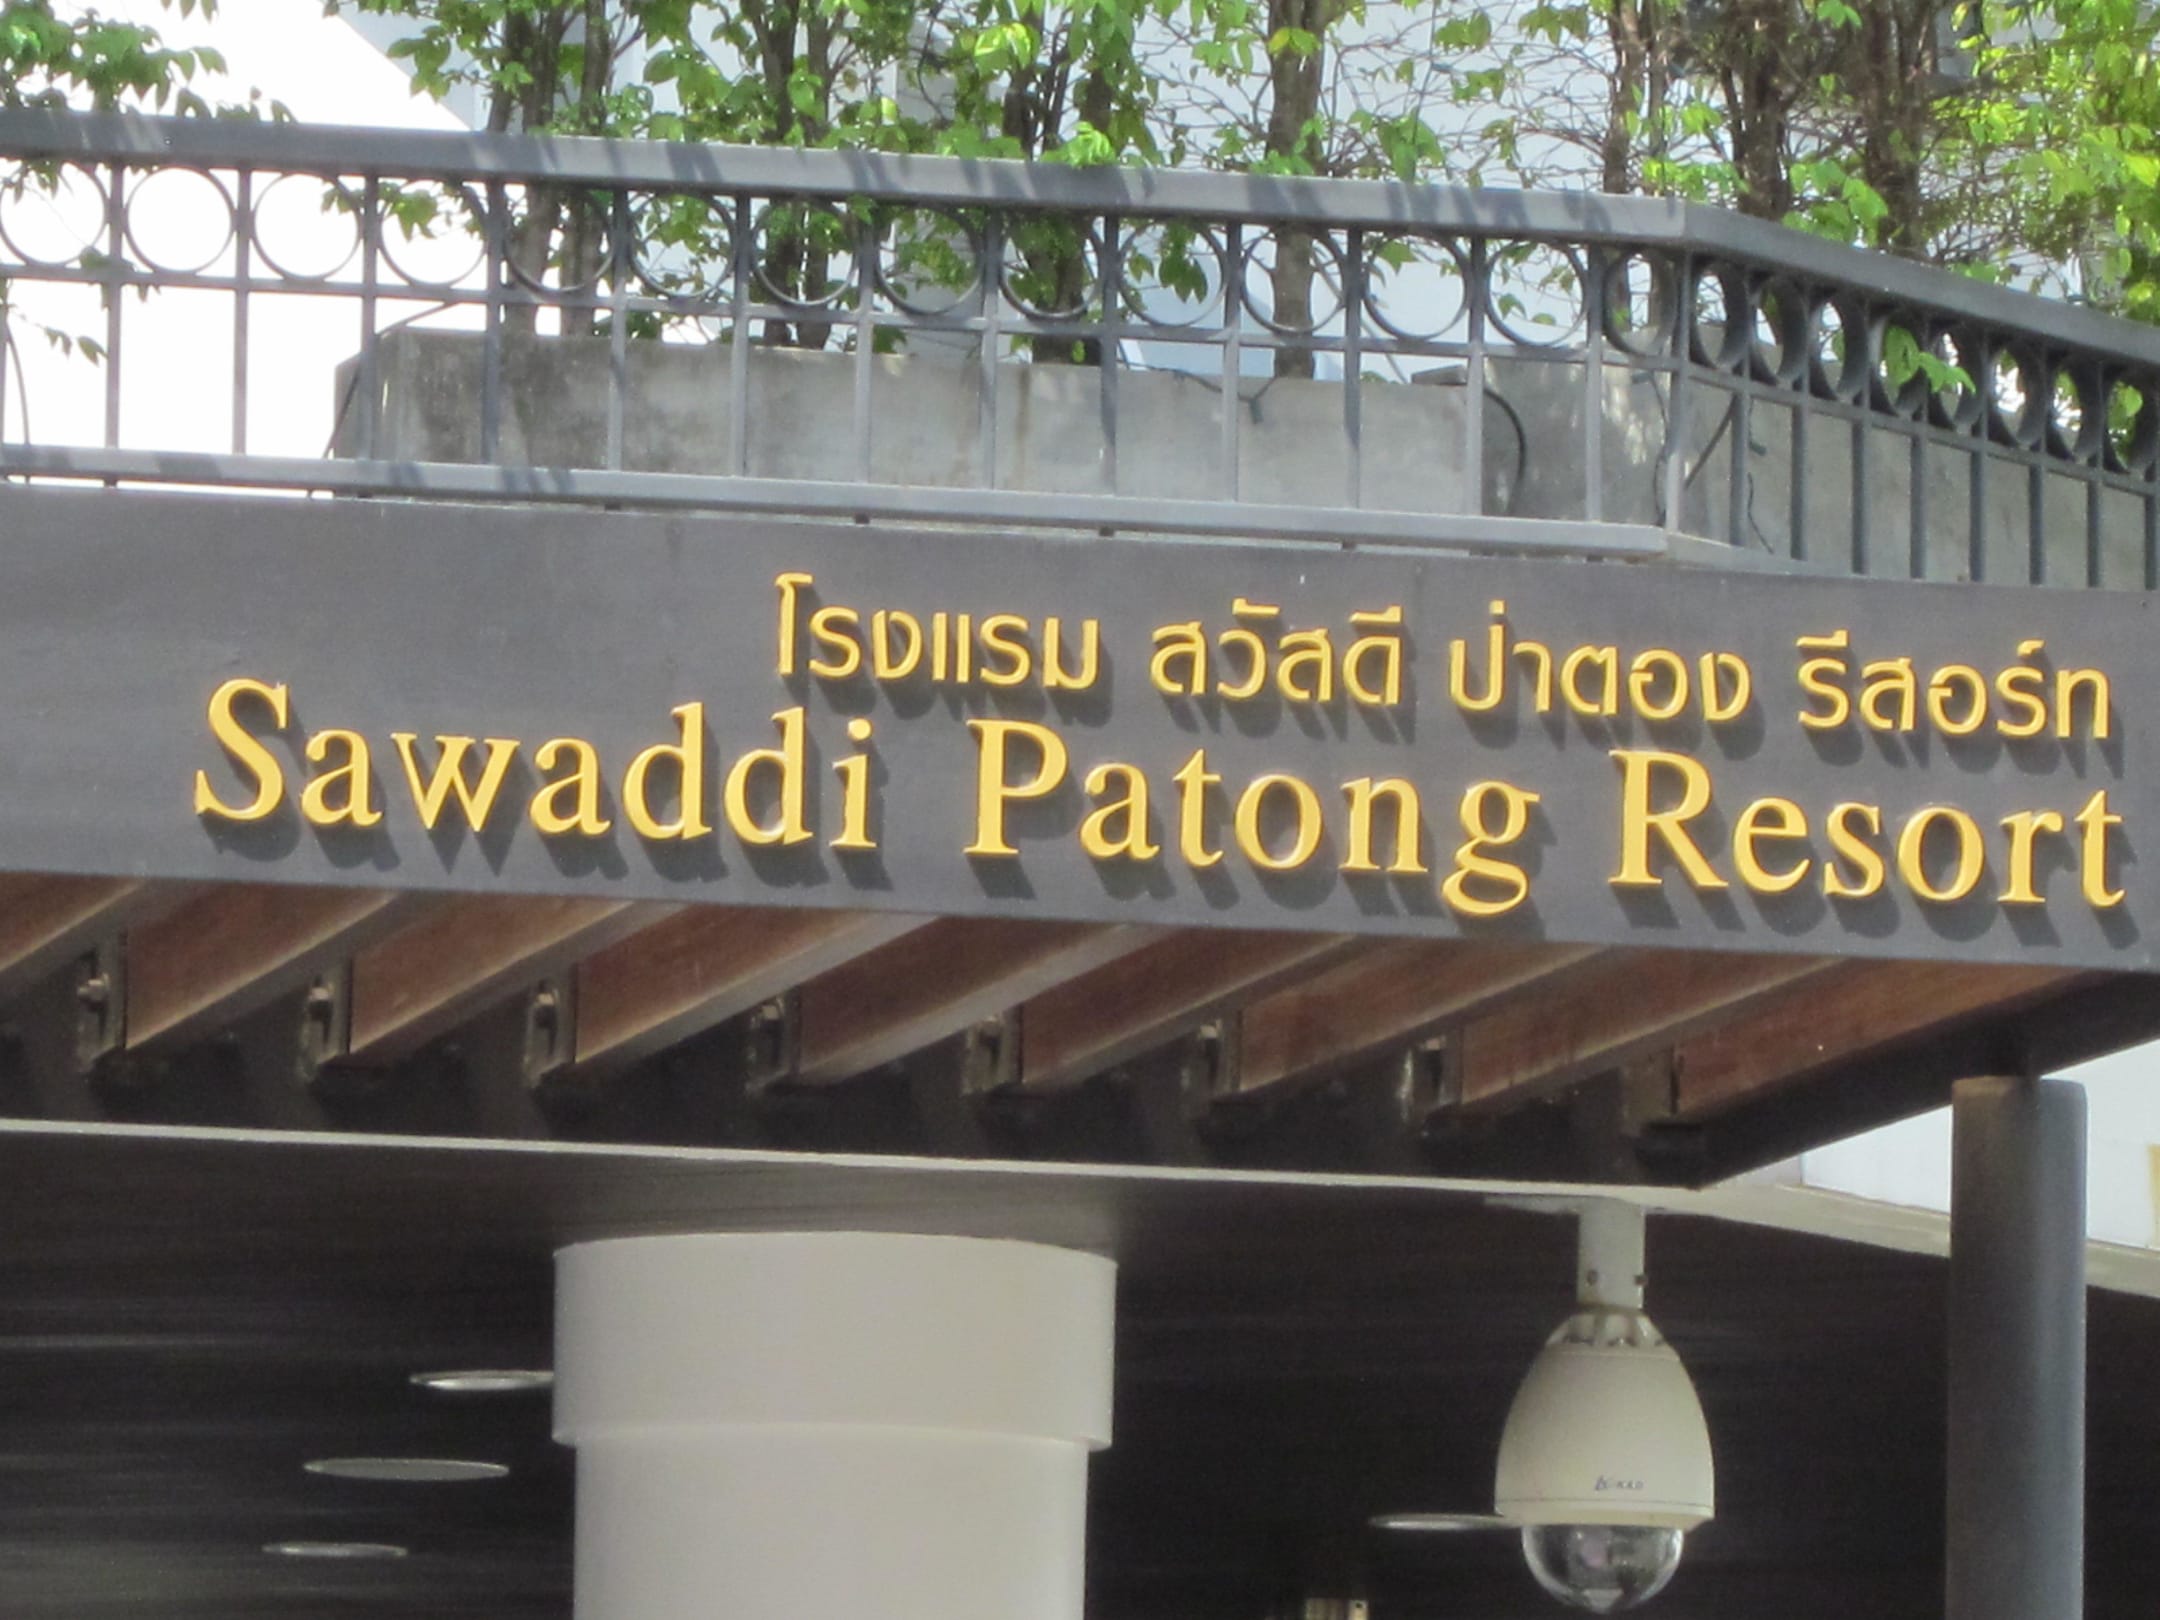 โรงแรม สวัสดี ป่าตอง รีสอร์ท
Sawaddi Patong Resort